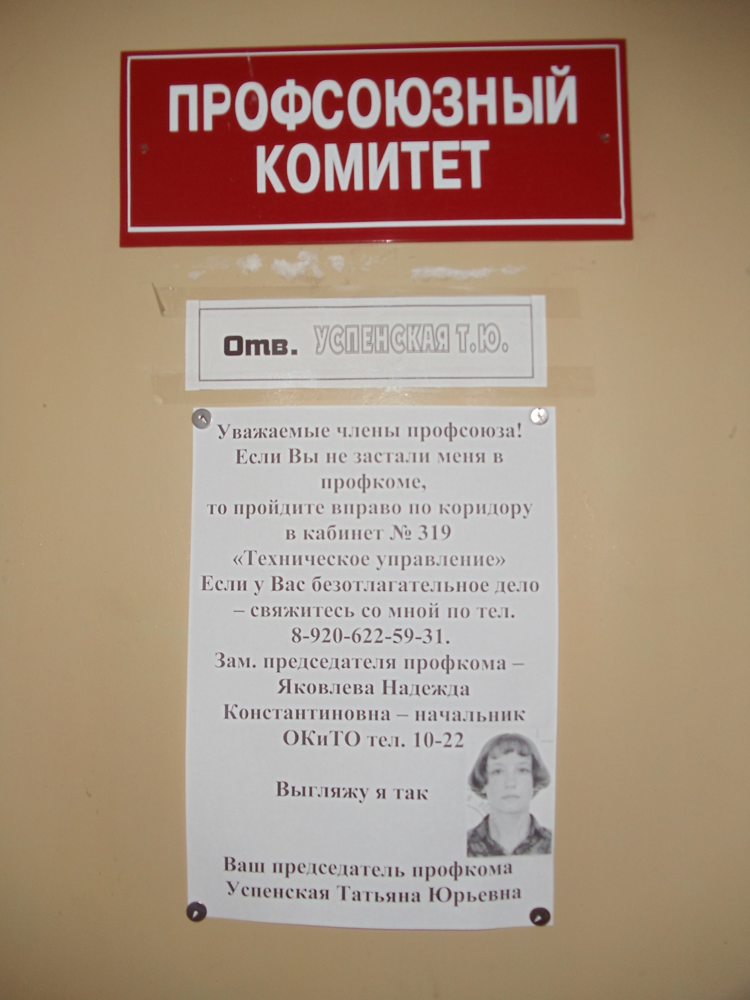 ПРОФСОЮЗНЫЙ
КОМИТЕТ
Отв. УСПЕНСКАЯ Т.Ю.
Уважаемые члены профсоюза!
Если Вы не застали меня в
профкоме,
то пройдите вправо по коридору
в кабинет № 319
«Техническое управление»
Если у Вас безотлагательное дело
– свяжитесь со мной по тел.
8-920-622-59-31.
Зам. председателя профкома –
Яковлева Надежда
Константиновна – начальник
ОКиТО тел. 10-22
Выгляжу я так
Ваш председатель профкома
Успенская Татьяна Юрьевна